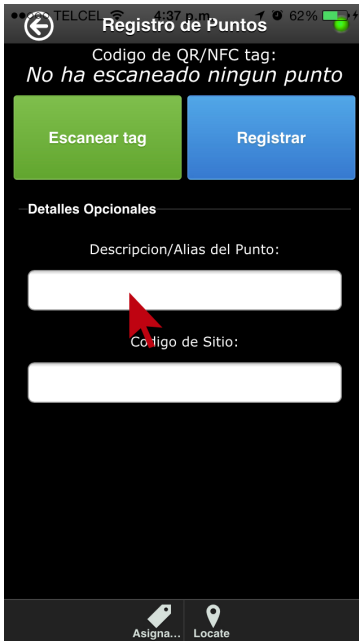 TELCEL 4:37 p.m. 62%
Registro de Puntos
Codigo de QR/NFC tag:
No ha escaneado ningun punto
Escanear tag Registrar
Detalles Opcionales
Descripcion/Alias del Punto:
Codigo de Sitio:
Asigna... Locate